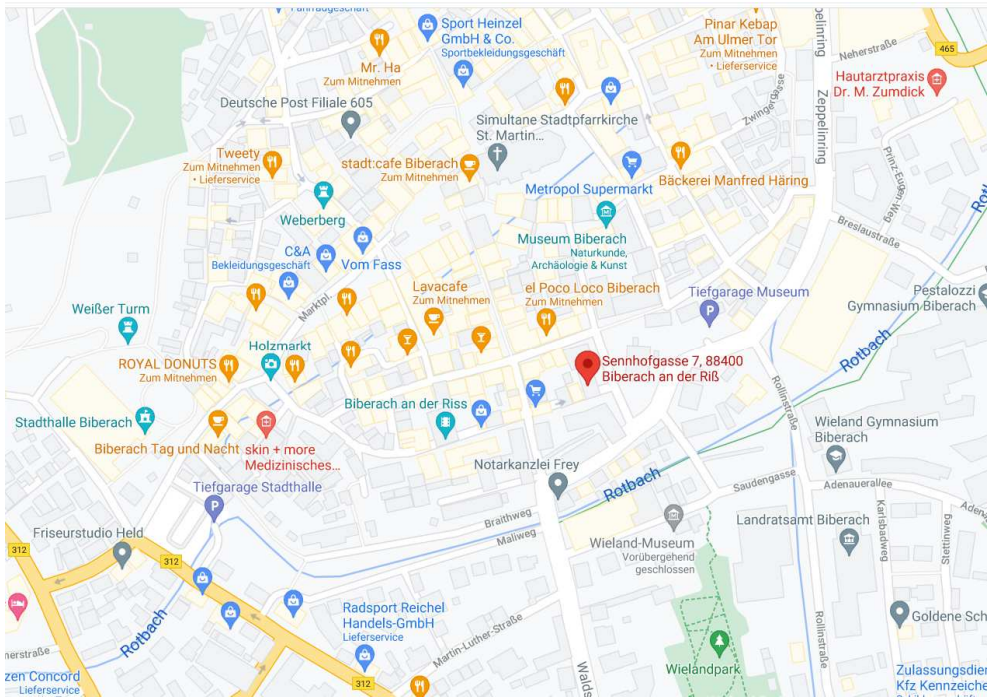 Fahrradgeschäft
Sport Heinzel
GmbH & Co.
Sportbekleidungsgeschäft
Pinar Kebap
Am Ulmer Tor
Zum Mitnehmen
• Lieferservice
Zeppelinring
Neherstraße
465
Mr. Ha
Zum Mitnehmen
Hautarztpraxis
Dr. M. Zumdick
Deutsche Post Filiale 605
Simultane Stadtpfarrkirche
St. Martin...
Zwingergasse
Zeppelinring
Tweety
Zum Mitnehmen
• Lieferservice
stadt:cafe Biberach
Zum Mitnehmen
Metropol Supermarkt
Bäckerei Manfred Häring
Prinz-Eugen-Weg
Weberberg
Museum Biberach
Naturkunde,
Archäologie & Kunst
Breslaustraße
C&A
Bekleidungsgeschäft
Vom Fass
Marktpl.
Lavacafe
Zum Mitnehmen
el Poco Loco Biberach
Zum Mitnehmen
Tiefgarage Museum
Pestalozzi
Gymnasium Biberach
Weißer Turm
Holzmarkt
Rotbach
ROYAL DONUTS
Zum Mitnehmen
Sennhofgasse 7, 88400
Biberach an der Riß
Rollinstraße
Stadthalle Biberach
Biberach an der Riss
Wieland Gymnasium
Biberach
Biberach Tag und Nacht
skin + more
Medizinisches...
Notarkanzlei Frey
Rotbach
Saudengasse
Adenauerallee
Tiefgarage Stadthalle
Braithweg
Maliweg
Landratsamt Biberach
Karlsbadweg
Stettinweg
Friseurstudio Held
312
312
Wieland-Museum
Vorübergehend
geschlossen
Rotbach
Radsport Reichel
Handels-GmbH
Lieferservice
Martin-Luther-Straße
Rollinstraße
Goldene Sch
Wielandpark
Walds
312
nerstraße
zen Concord
Lieferservice
Zulassungsdien
Kfz Kennzeiche